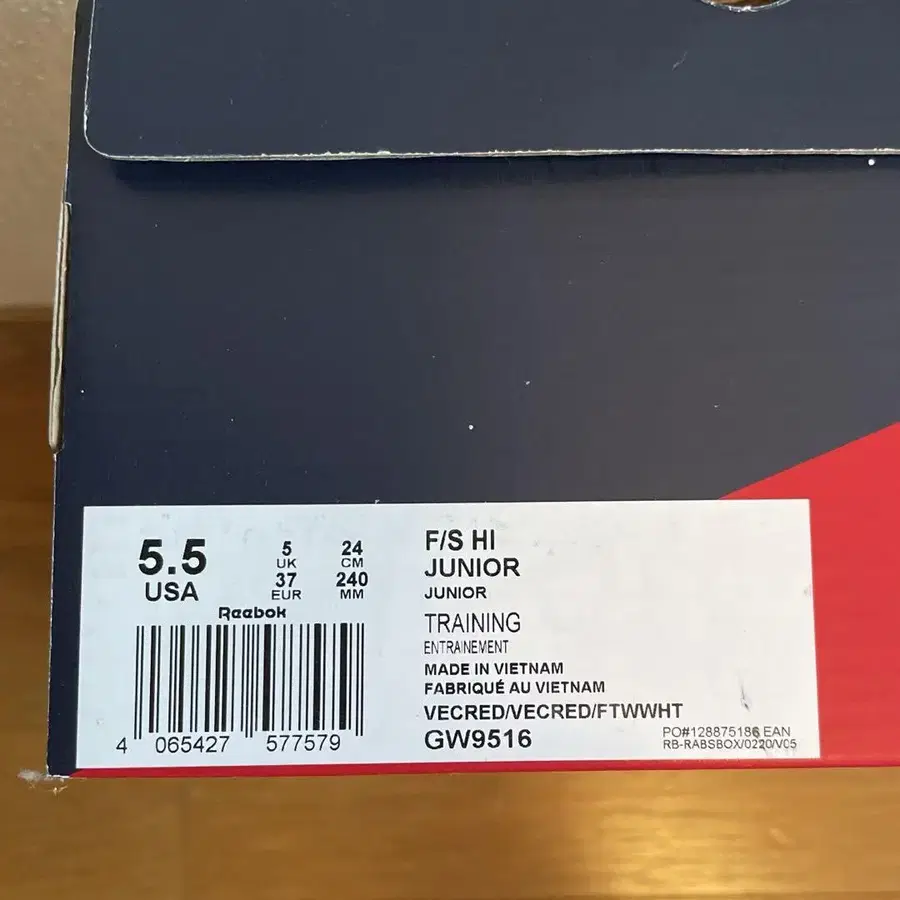 5.5
USA
5
UK
37
EUR
24
CM
240
MM
Reebok
4 065427 577579
F/S HI
JUNIOR
JUNIOR
TRAINING
ENTRAINEMENT
MADE IN VIETNAM
FABRIQUÉ AU VIETNAM
VECRED/VECRED/FTWWHT
GW9516
PO#128875186 EAN
RB-RABSBOX/0220/V05